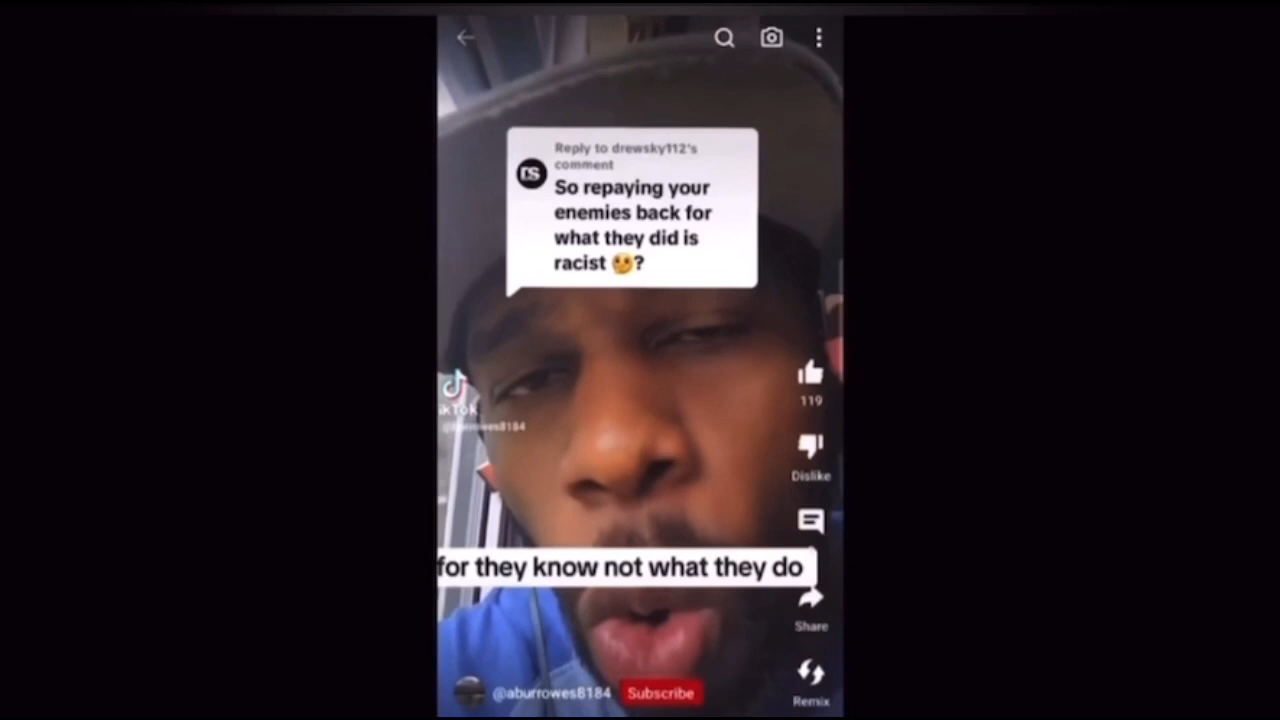 Reply to drewsky112's
comment
So repaying your
enemies back for
what they did is
racist 🤔?
119
@aburrowes8184
Dislike
for they know not what they do
Share
@aburrowes8184 Subscribe
Remix